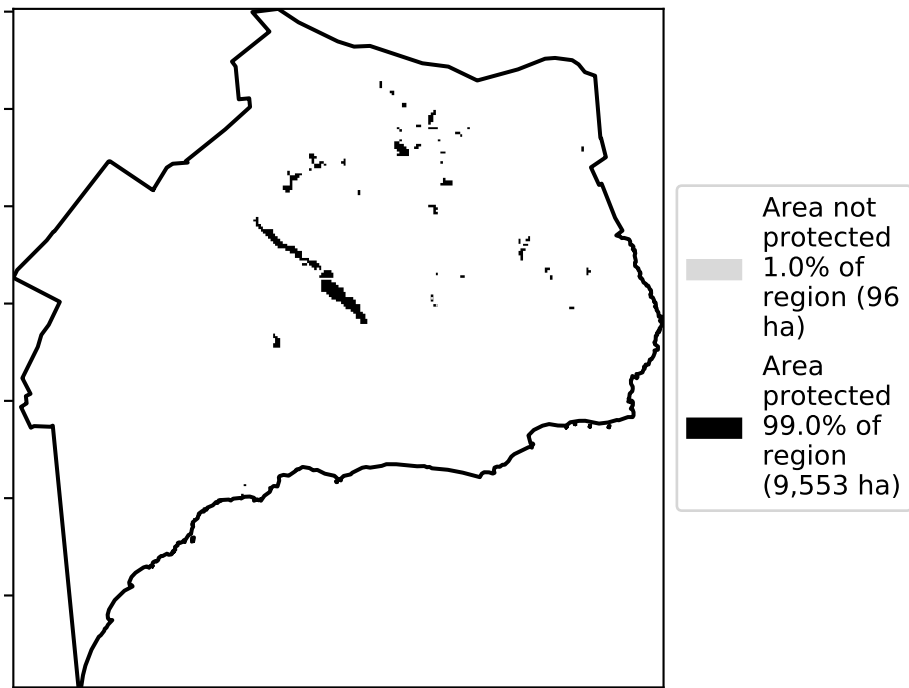 Area not
protected
1.0% of
region (96
ha)
Area
protected
99.0% of
region
(9,553 ha)